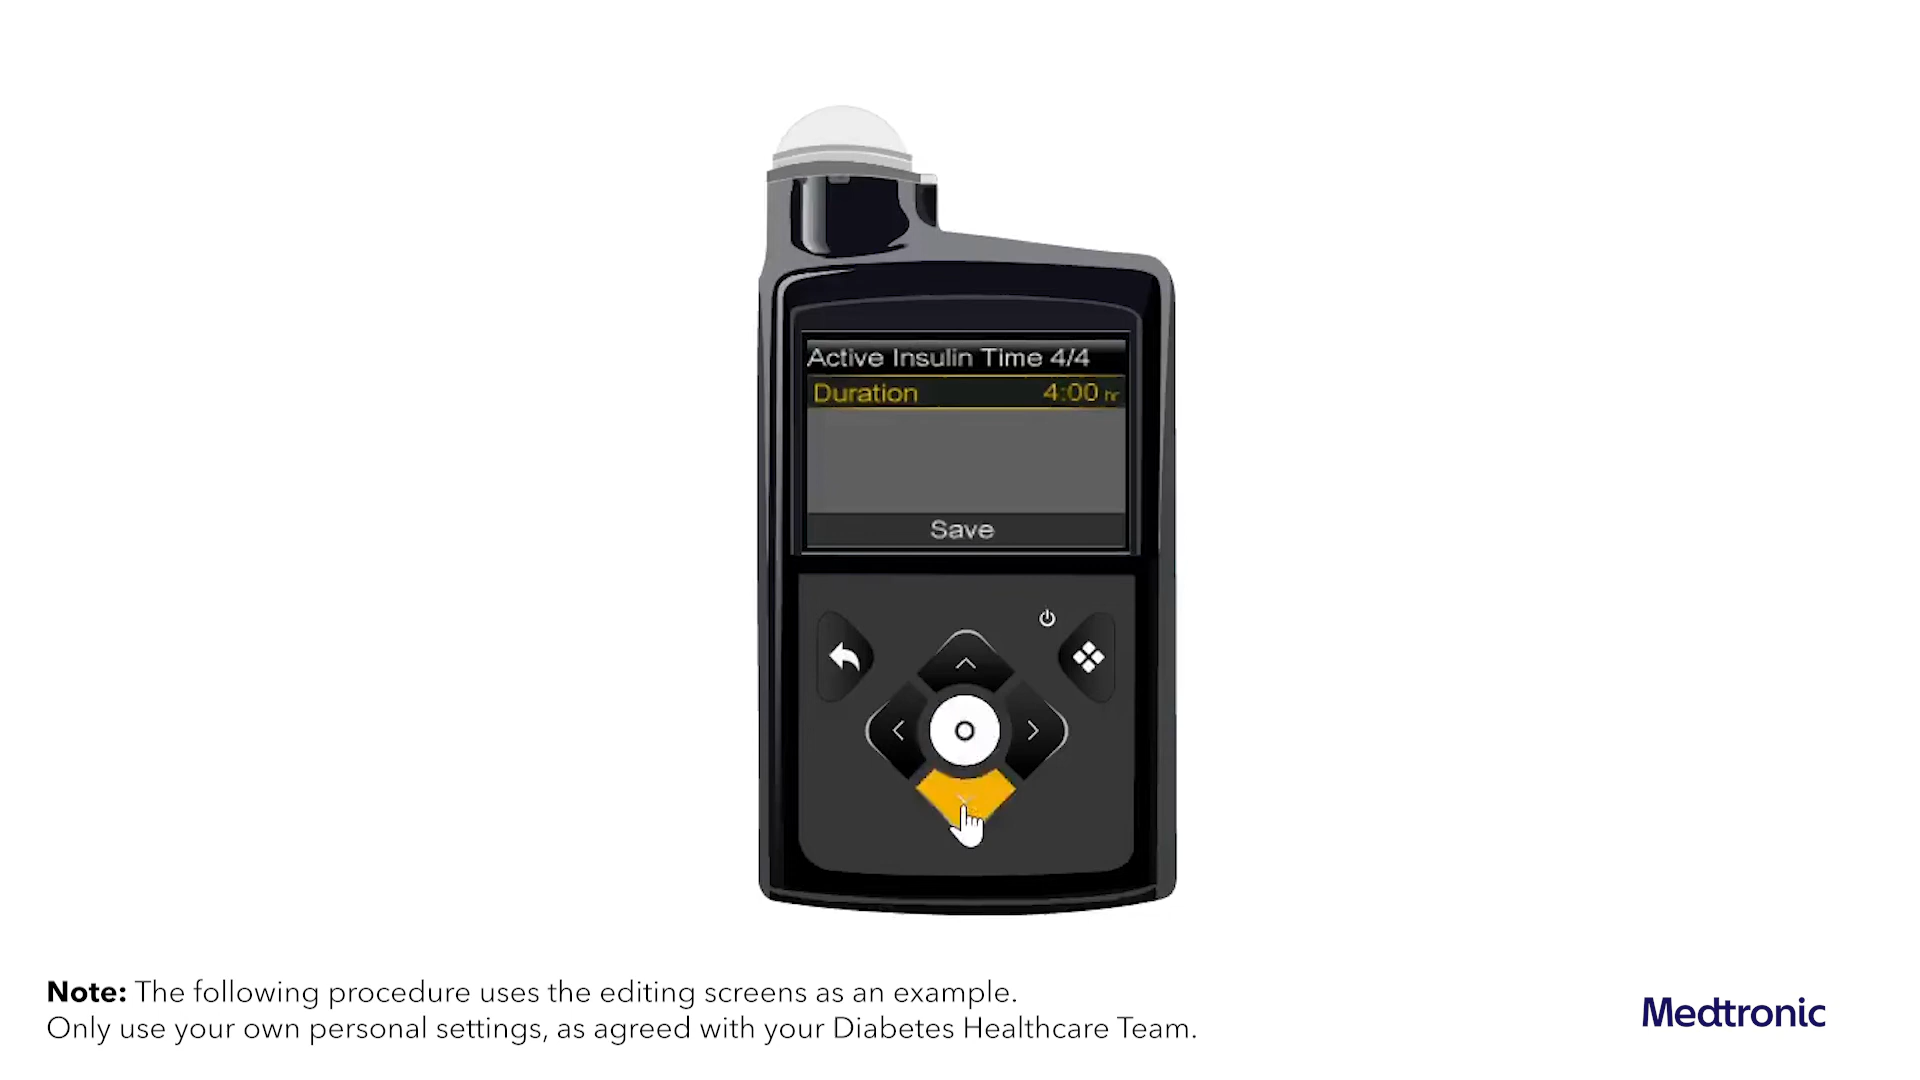 Active Insulin Time 4/4
Duration 4:00 hr
Save
Note: The following procedure uses the editing screens as an example.
Only use your own personal settings, as agreed with your Diabetes Healthcare Team.
Medtronic